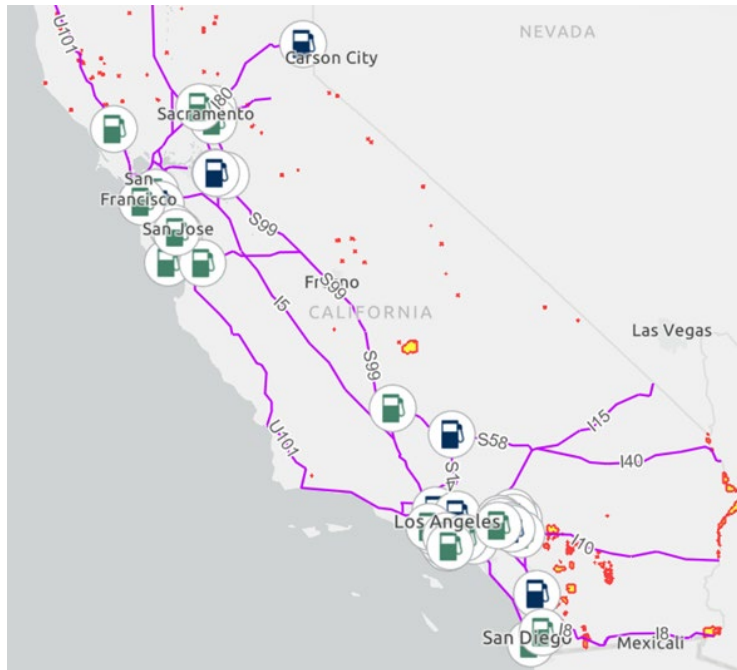 U101
NEVADA
Carson City
I80
Sacramento
San
Francisco
San Jose
S99
Fresno
S99
CALIFORNIA
I5
Las Vegas
S99
U101
S58
I15
I40
S14
Los Angeles
I10
San Diego
I8
I8
Mexicali